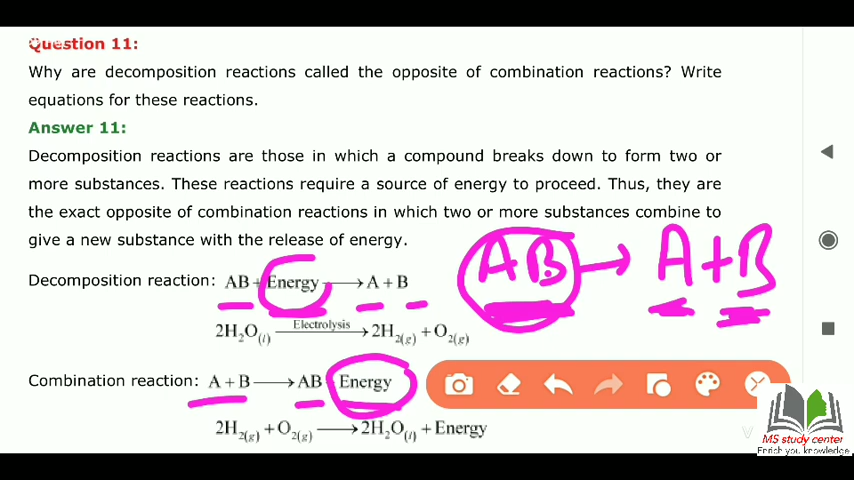 Question 11:
Why are decomposition reactions called the opposite of combination reactions? Write
equations for these reactions.
Answer 11:
Decomposition reactions are those in which a compound breaks down to form two or
more substances. These reactions require a source of energy to proceed. Thus, they are
the exact opposite of combination reactions in which two or more substances combine to
give a new substance with the release of energy.
Decomposition reaction: AB + Energy ⟶ A + B
AB → A + B
2H₂O(l) —Electrolysis→ 2H₂(g) + O₂(g)
Combination reaction: A + B ⟶ AB Energy
2H₂(g) + O₂(g) ⟶ 2H₂O(l) + Energy
MS study center
Enrich you knowledge